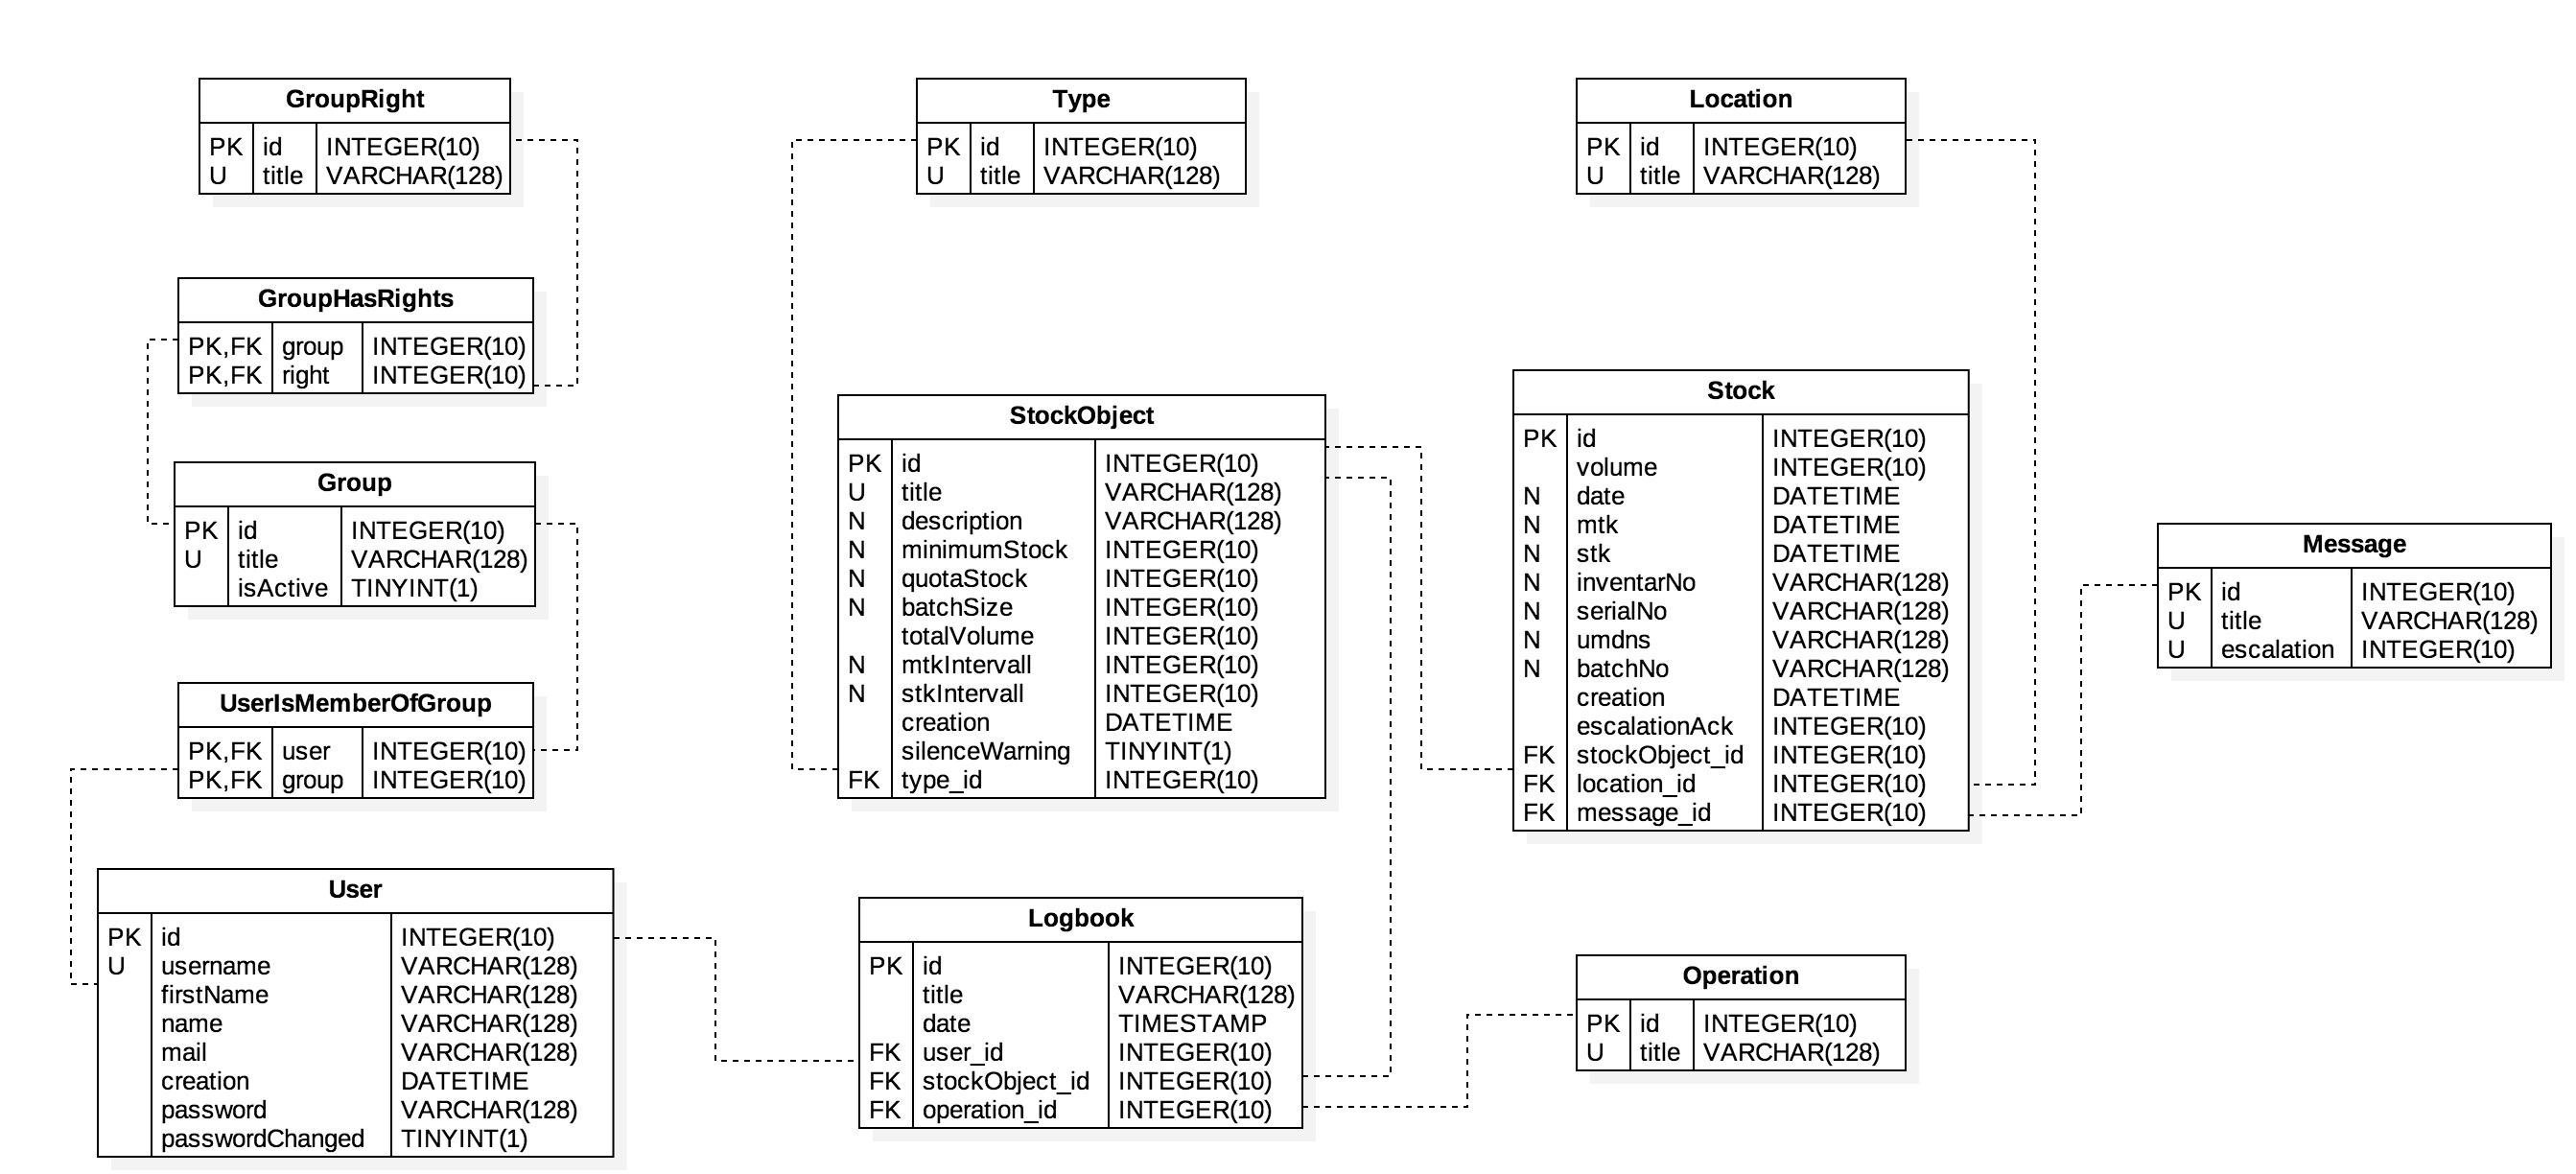 GroupRight
PK id INTEGER(10)
U title VARCHAR(128)
GroupHasRights
PK,FK group INTEGER(10)
PK,FK right INTEGER(10)
Group
PK id INTEGER(10)
U title VARCHAR(128)
isActive TINYINT(1)
UserIsMemberOfGroup
PK,FK user INTEGER(10)
PK,FK group INTEGER(10)
User
PK id INTEGER(10)
U username VARCHAR(128)
firstName VARCHAR(128)
name VARCHAR(128)
mail VARCHAR(128)
creation DATETIME
password VARCHAR(128)
passwordChanged TINYINT(1)
Type
PK id INTEGER(10)
U title VARCHAR(128)
StockObject
PK id INTEGER(10)
U title VARCHAR(128)
N description VARCHAR(128)
N minimumStock INTEGER(10)
N quotaStock INTEGER(10)
N batchSize INTEGER(10)
totalVolume INTEGER(10)
N mtkIntervall INTEGER(10)
N stkIntervall INTEGER(10)
creation DATETIME
silenceWarning TINYINT(1)
FK type_id INTEGER(10)
Logbook
PK id INTEGER(10)
title VARCHAR(128)
date TIMESTAMP
FK user_id INTEGER(10)
FK stockObject_id INTEGER(10)
FK operation_id INTEGER(10)
Location
PK id INTEGER(10)
U title VARCHAR(128)
Stock
PK id INTEGER(10)
volume INTEGER(10)
N date DATETIME
N mtk DATETIME
N stk DATETIME
N inventarNo VARCHAR(128)
N serialNo VARCHAR(128)
N umdns VARCHAR(128)
N batchNo VARCHAR(128)
creation DATETIME
escalationAck INTEGER(10)
FK stockObject_id INTEGER(10)
FK location_id INTEGER(10)
FK message_id INTEGER(10)
Operation
PK id INTEGER(10)
U title VARCHAR(128)
Message
PK id INTEGER(10)
U title VARCHAR(128)
U escalation INTEGER(10)